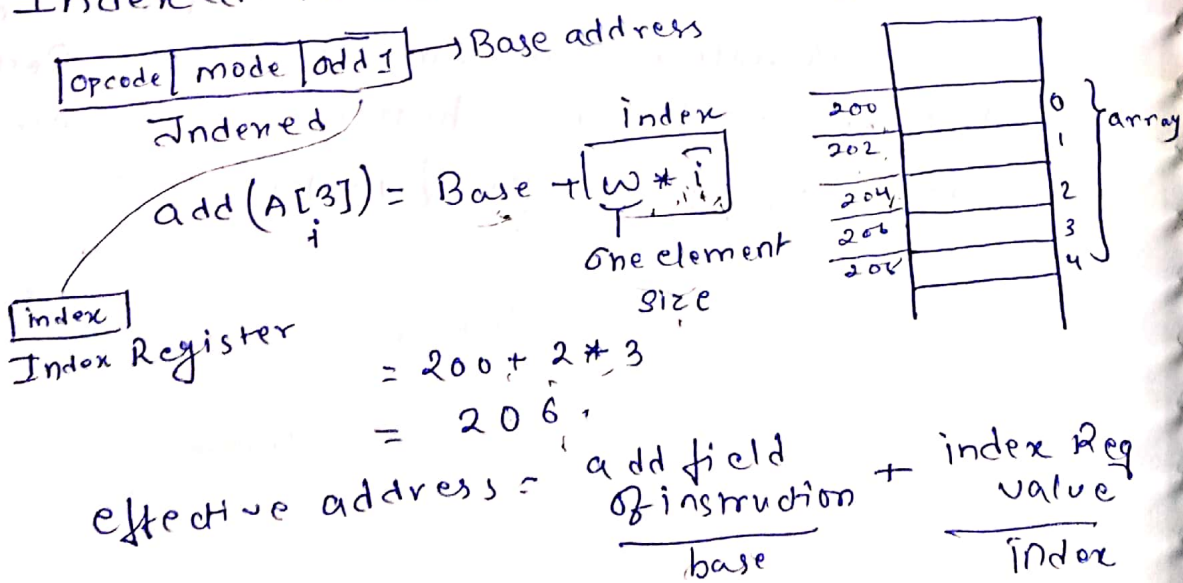 opcode mode add 1 → Base address
Indexed
index
add (A[3]) = Base + w * i
i
One element
size
index
Index Register
= 200 + 2 * 3
= 206.
effective address = add field of instruction + index Reg value
base index
200 0
202 1
204 2
206 3
208 4
array